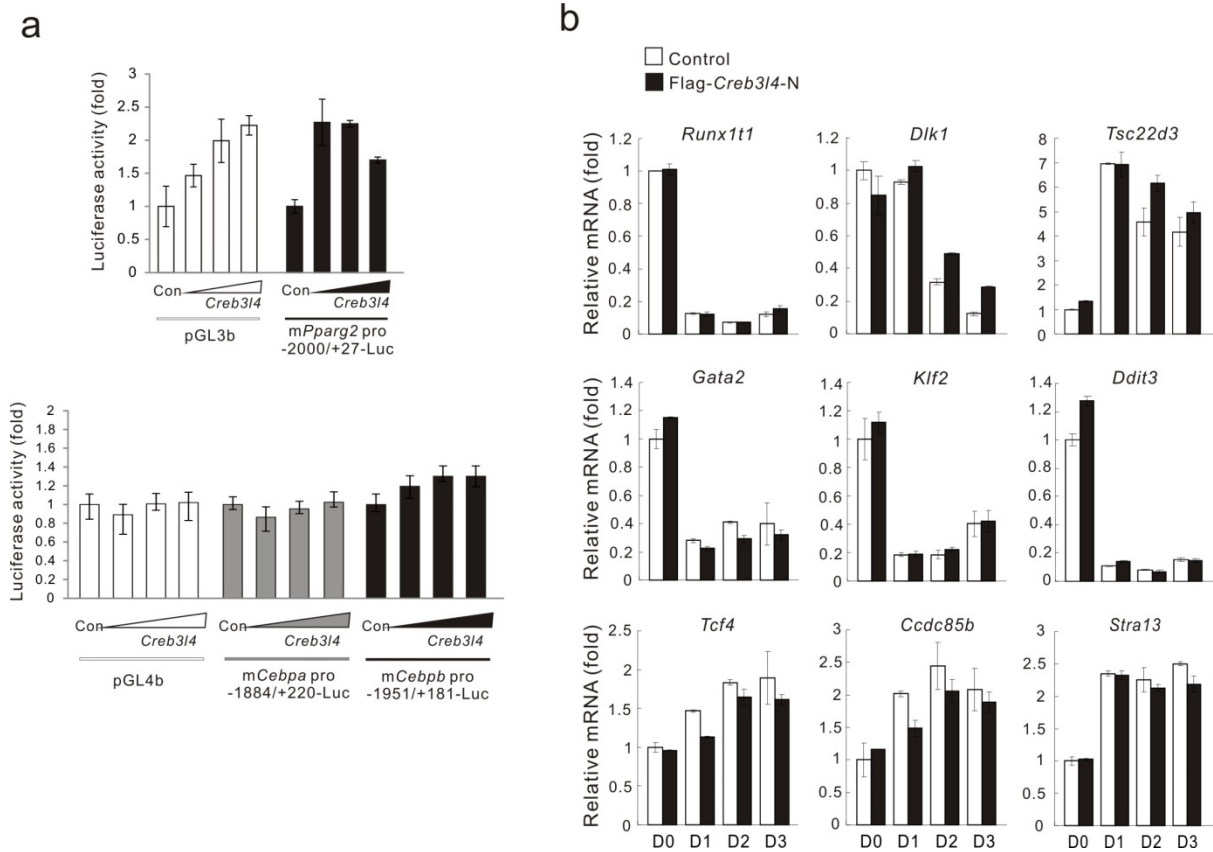 a
Luciferase activity (fold)
3
2.5
2
1.5
1
0.5
0
Con
Creb3l4
Con
Creb3l4
pGL3b
mPparg2 pro
-2000/+27-Luc
Luciferase activity (fold)
2
1.8
1.6
1.4
1.2
1
0.8
0.6
0.4
0.2
0
Con
Creb3l4
Con
Creb3l4
Con
Creb3l4
pGL4b
mCebpa pro
-1884/+220-Luc
mCebpb pro
-1951/+181-Luc
b
Control
Flag-Creb3l4-N
Relative mRNA (fold)
Runx1t1
1.2
1
0.8
0.6
0.4
0.2
0
Dlk1
1.2
1
0.8
0.6
0.4
0.2
0
Tsc22d3
8
7
6
5
4
3
2
1
0
Relative mRNA (fold)
Gata2
1.4
1.2
1
0.8
0.6
0.4
0.2
0
Klf2
1.4
1.2
1
0.8
0.6
0.4
0.2
0
Ddit3
1.4
1.2
1
0.8
0.6
0.4
0.2
0
Relative mRNA (fold)
Tcf4
2.5
2
1.5
1
0.5
0
D0 D1 D2 D3
Ccdc85b
3
2.5
2
1.5
1
0.5
0
D0 D1 D2 D3
Stra13
3
2.5
2
1.5
1
0.5
0
D0 D1 D2 D3